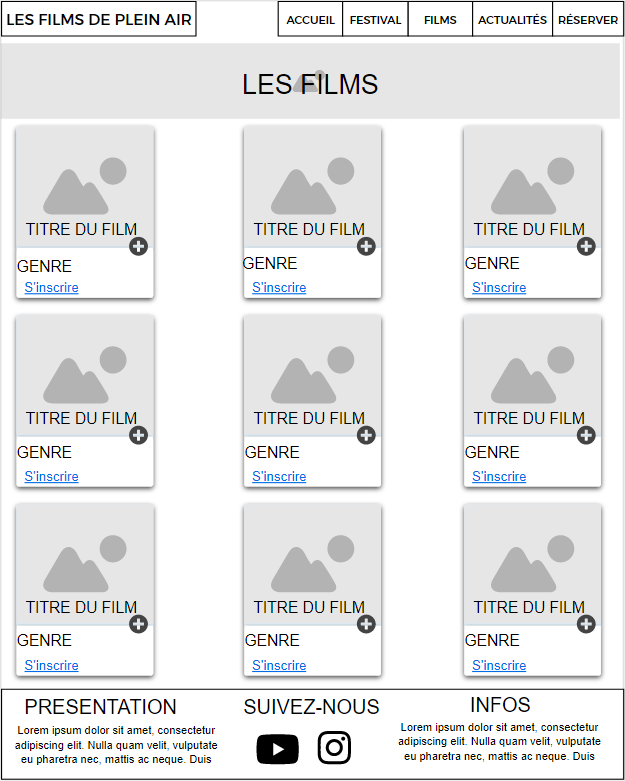 LES FILMS DE PLEIN AIR
ACCUEIL
FESTIVAL
FILMS
ACTUALITÉS
RÉSERVER
LES FILMS
TITRE DU FILM
GENRE
S'inscrire
TITRE DU FILM
GENRE
S'inscrire
TITRE DU FILM
GENRE
S'inscrire
TITRE DU FILM
GENRE
S'inscrire
TITRE DU FILM
GENRE
S'inscrire
TITRE DU FILM
GENRE
S'inscrire
TITRE DU FILM
GENRE
S'inscrire
TITRE DU FILM
GENRE
S'inscrire
TITRE DU FILM
GENRE
S'inscrire
PRESENTATION
Lorem ipsum dolor sit amet, consectetur
adipiscing elit. Nulla quam velit, vulputate
eu pharetra nec, mattis ac neque. Duis
SUIVEZ-NOUS
INFOS
Lorem ipsum dolor sit amet, consectetur
adipiscing elit. Nulla quam velit, vulputate
eu pharetra nec, mattis ac neque. Duis